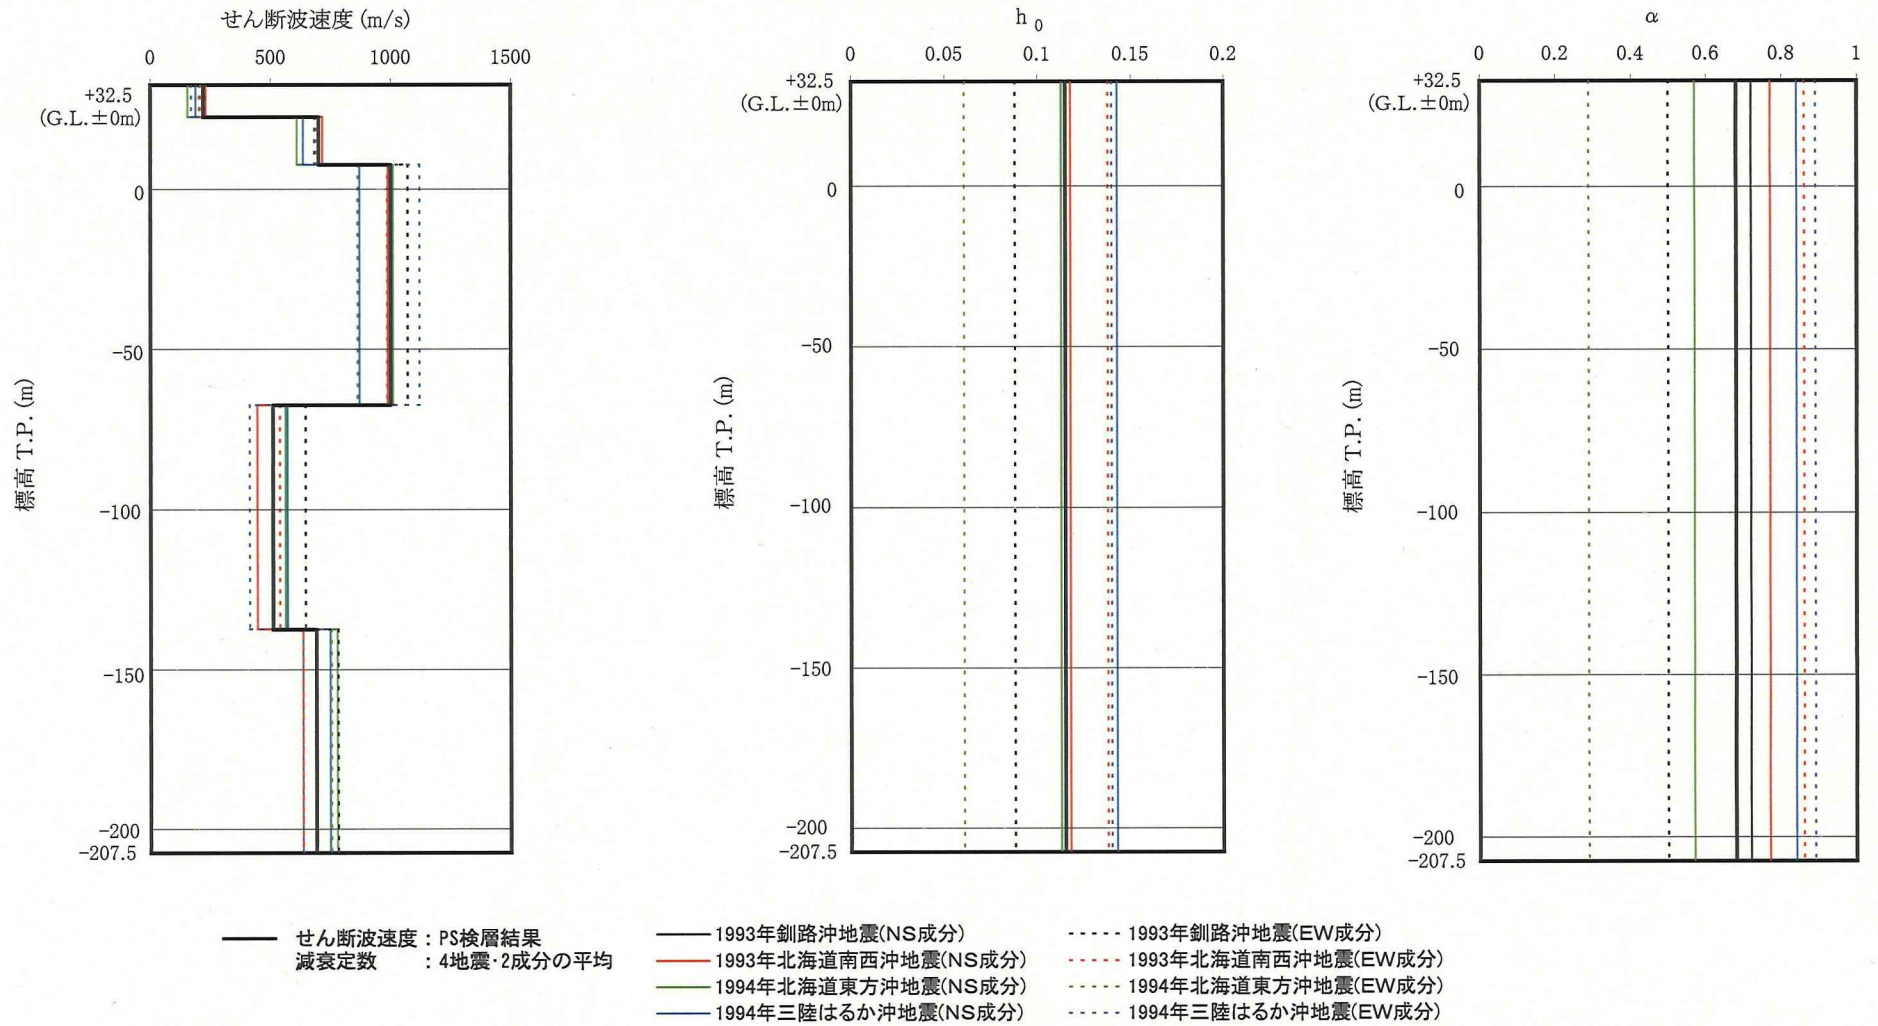 せん断波速度 (m/s)
0 500 1000 1500
+32.5
(G.L.±0m)
0
-50
-100
-150
-200
-207.5
標高 T.P. (m)
h0
0 0.05 0.1 0.15 0.2
+32.5
(G.L.±0m)
0
-50
-100
-150
-200
-207.5
標高 T.P. (m)
α
0 0.2 0.4 0.6 0.8 1
+32.5
(G.L.±0m)
0
-50
-100
-150
-200
-207.5
標高 T.P. (m)
せん断波速度 : PS検層結果
減衰定数 : 4地震・2成分の平均
1993年釧路沖地震(NS成分)
1993年北海道南西沖地震(NS成分)
1994年北海道東方沖地震(NS成分)
1994年三陸はるか沖地震(NS成分)
1993年釧路沖地震(EW成分)
1993年北海道南西沖地震(EW成分)
1994年北海道東方沖地震(EW成分)
1994年三陸はるか沖地震(EW成分)